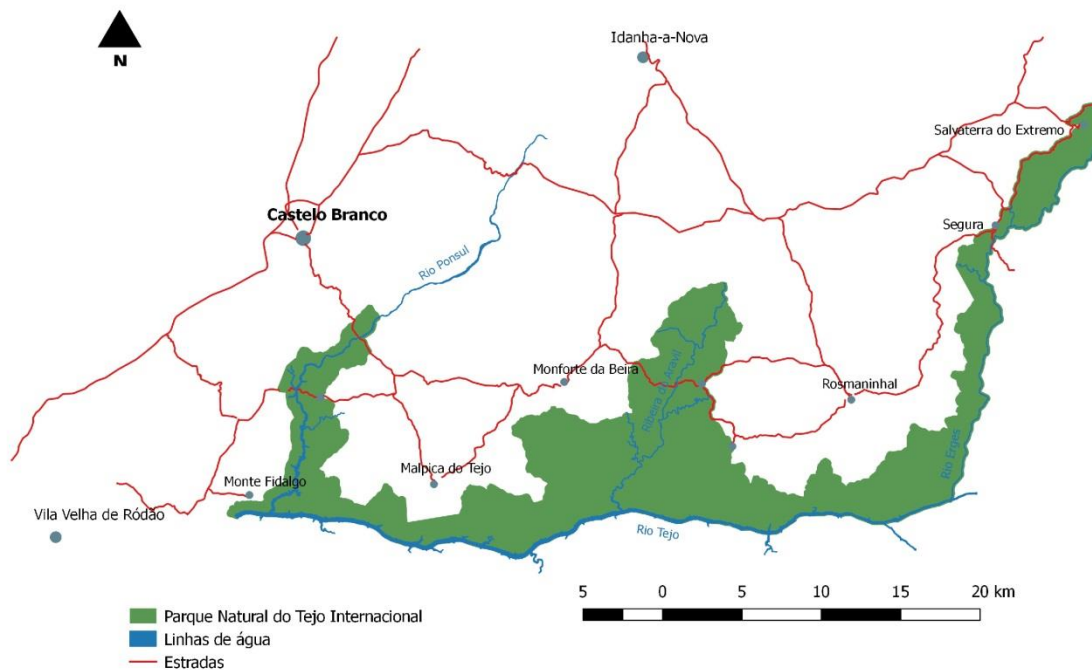 N
Idanha-a-Nova
Salvaterra do Extremo
Castelo Branco
Segura
Rio Ponsul
Monforte da Beira
Ribeira do Aravil
Rosmaninhal
Malpica do Tejo
Rio Erges
Monte Fidalgo
Vila Velha de Ródão
Rio Tejo
5 0 5 10 15 20 km
Parque Natural do Tejo Internacional
Linhas de água
Estradas